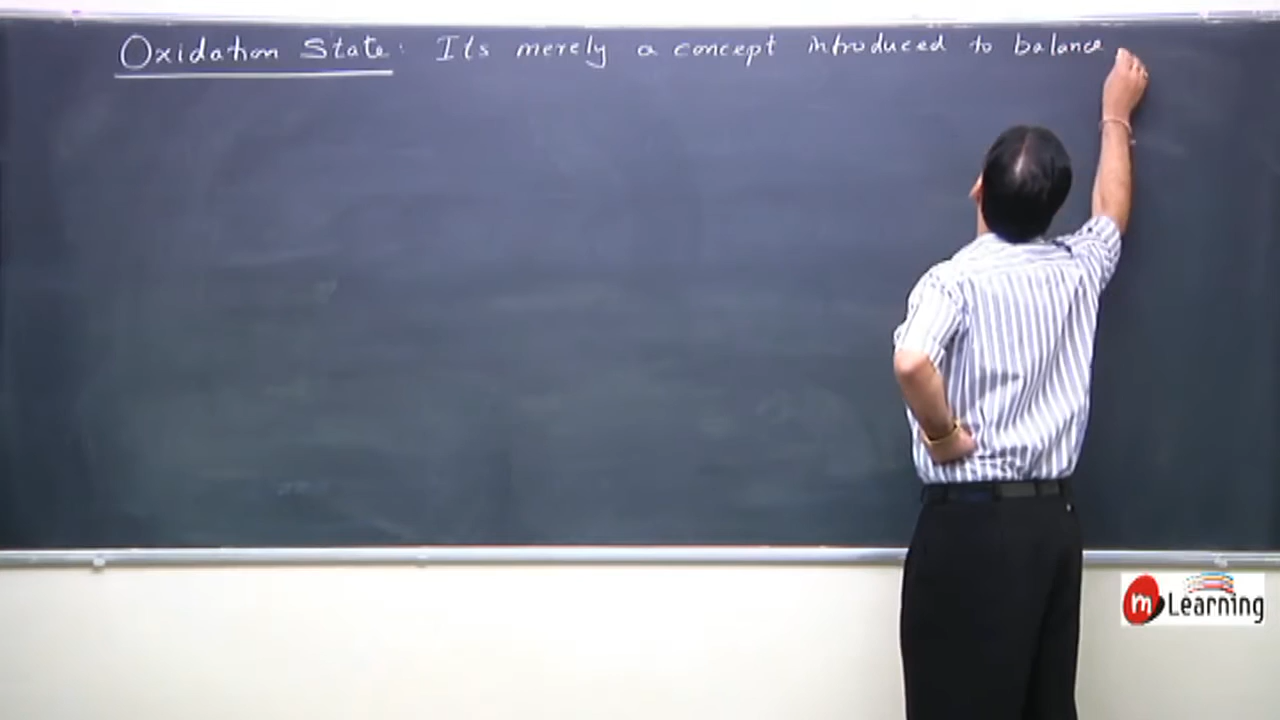 Oxidation State: Its merely a concept introduced to balance
m Learning